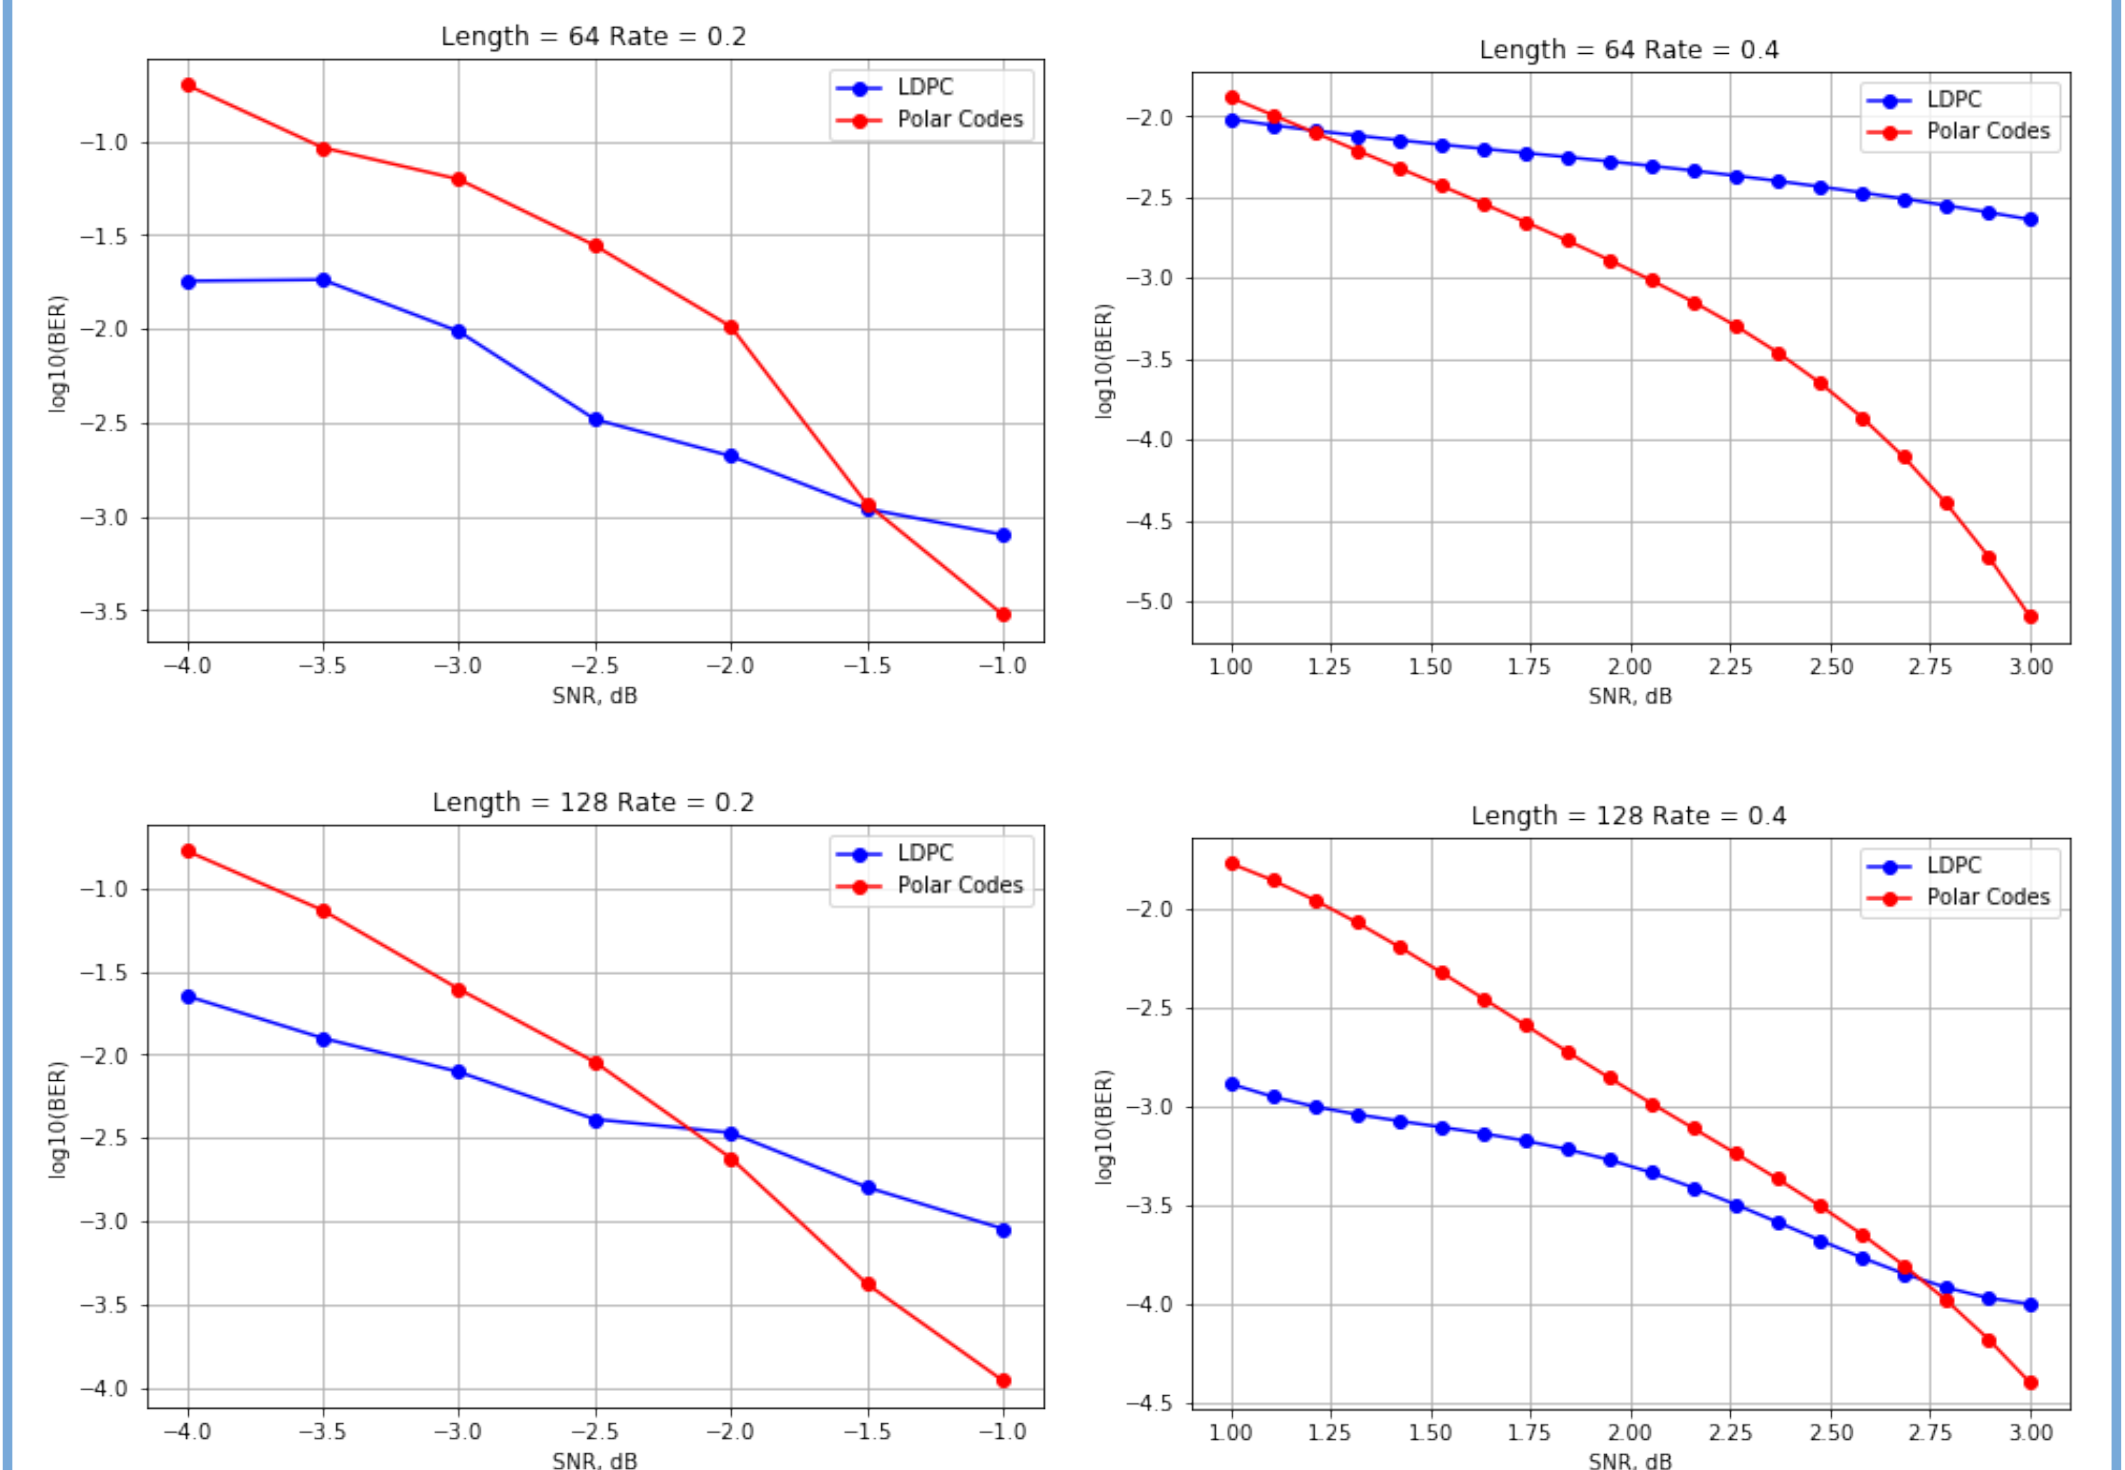 Length = 64 Rate = 0.2
LDPC
Polar Codes
log10(BER)
−1.0
−1.5
−2.0
−2.5
−3.0
−3.5
−4.0 −3.5 −3.0 −2.5 −2.0 −1.5 −1.0
SNR, dB
Length = 64 Rate = 0.4
LDPC
Polar Codes
log10(BER)
−2.0
−2.5
−3.0
−3.5
−4.0
−4.5
−5.0
1.00 1.25 1.50 1.75 2.00 2.25 2.50 2.75 3.00
SNR, dB
Length = 128 Rate = 0.2
LDPC
Polar Codes
log10(BER)
−1.0
−1.5
−2.0
−2.5
−3.0
−3.5
−4.0
−4.0 −3.5 −3.0 −2.5 −2.0 −1.5 −1.0
SNR, dB
Length = 128 Rate = 0.4
LDPC
Polar Codes
log10(BER)
−2.0
−2.5
−3.0
−3.5
−4.0
−4.5
1.00 1.25 1.50 1.75 2.00 2.25 2.50 2.75 3.00
SNR, dB